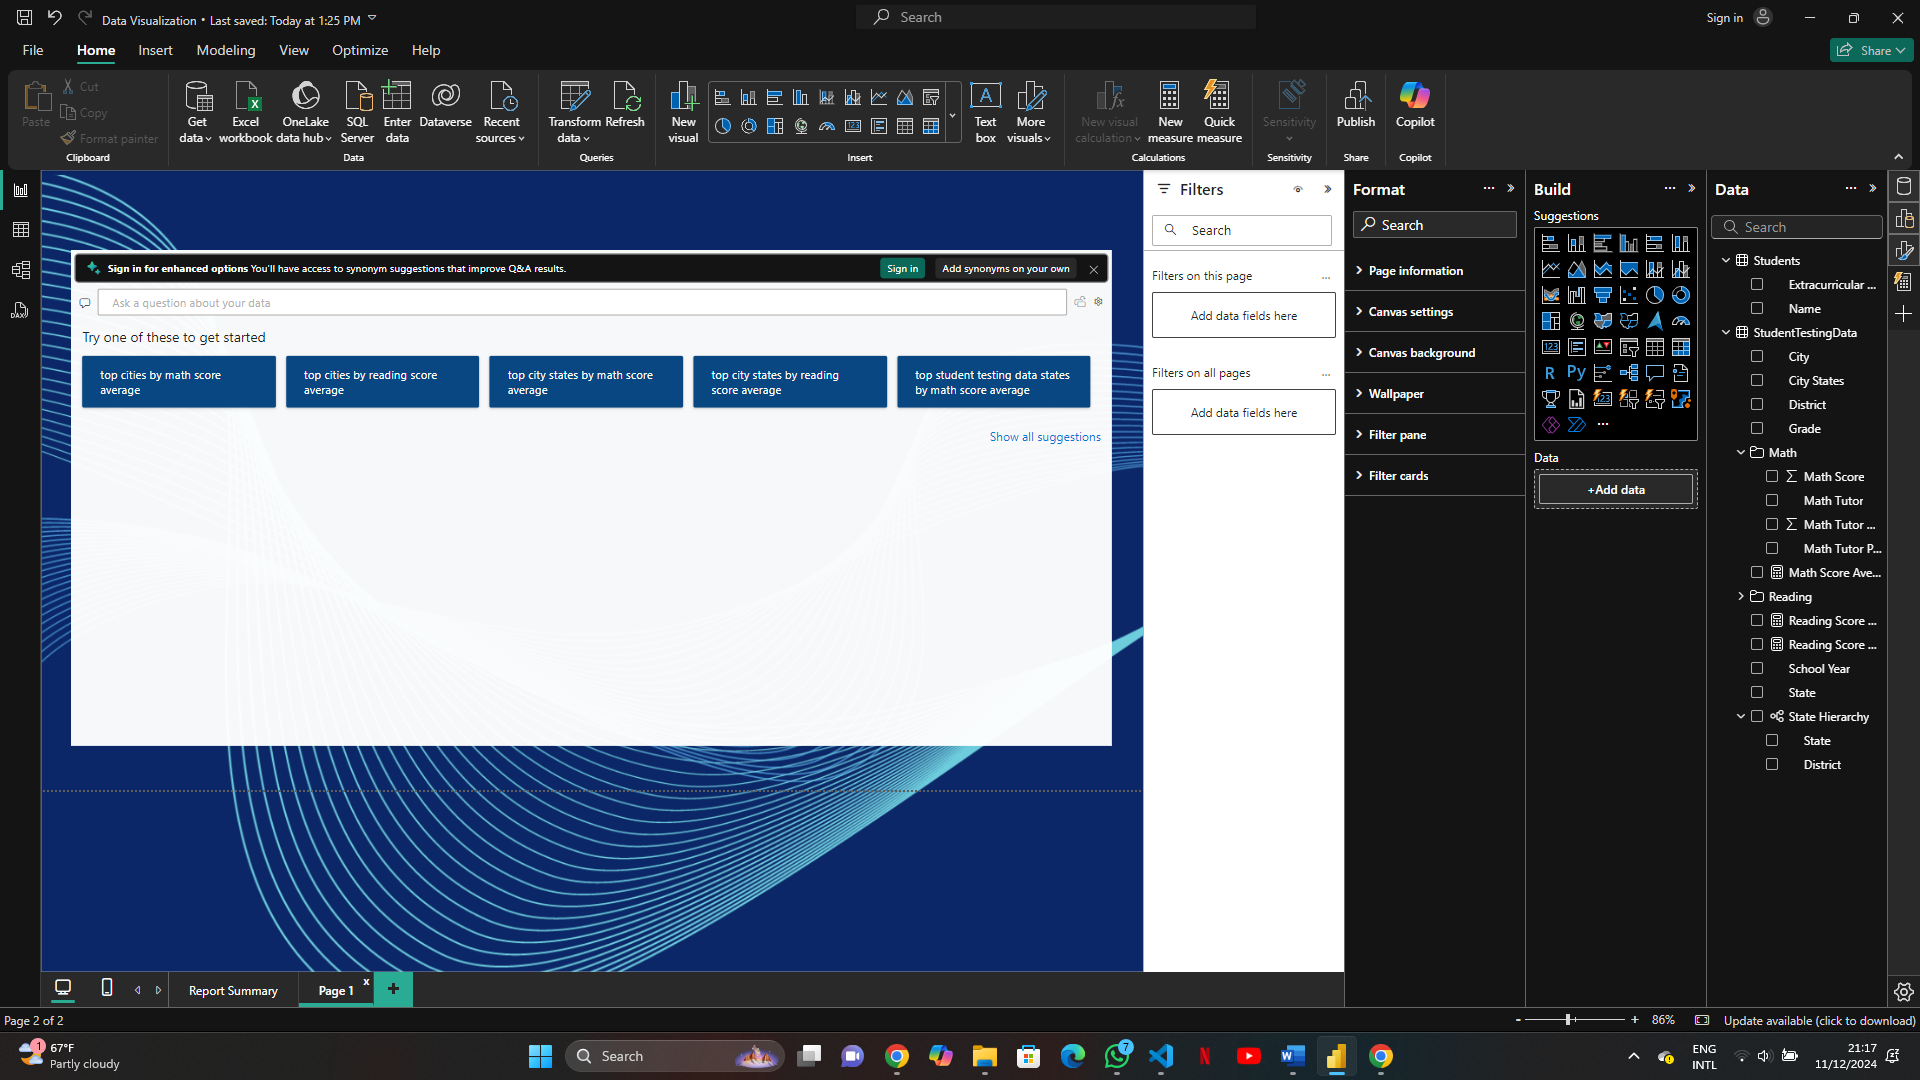 Data Visualization • Last saved: Today at 1:25 PM
Search
Sign in
File
Home
Insert
Modeling
View
Optimize
Help
Share
Paste
Cut
Copy
Format painter
Clipboard
Get data
Excel workbook
OneLake data hub
SQL Server
Enter data
Dataverse
Recent sources
Data
Transform data
Refresh
Queries
New visual
Text box
More visuals
Insert
New visual calculation
New measure
Quick measure
Calculations
Sensitivity
Sensitivity
Publish
Share
Copilot
Copilot
Sign in for enhanced options You'll have access to synonym suggestions that improve Q&A results.
Sign in
Add synonyms on your own
Ask a question about your data
Try one of these to get started
top cities by math score
average
top cities by reading score
average
top city states by math score
average
top city states by reading
score average
top student testing data states
by math score average
Show all suggestions
Filters
Search
Filters on this page
...
Add data fields here
Filters on all pages
...
Add data fields here
Format
Search
Page information
Canvas settings
Canvas background
Wallpaper
Filter pane
Filter cards
Build
Suggestions
R
Py
Data
+Add data
Data
Search
Students
Extracurricular ...
Name
StudentTestingData
City
City States
District
Grade
Math
Math Score
Math Tutor
Math Tutor ...
Math Tutor P...
Math Score Ave...
Reading
Reading Score ...
Reading Score ...
School Year
State
State Hierarchy
State
District
DAX
Report Summary
Page 1
x
+
Page 2 of 2
- + 86%
Update available (click to download)
1
67°F
Partly cloudy
Search
7
ENG
INTL
21:17
11/12/2024